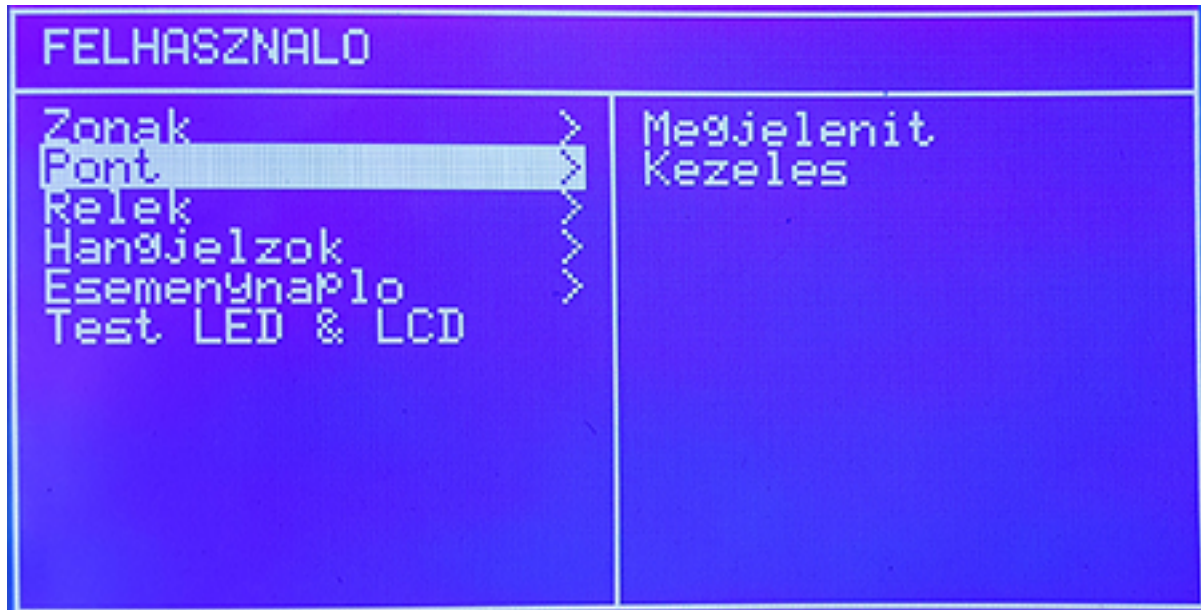 FELHASZNALO
Zonak >
Pont >
Relek >
Hangjelzok >
Esemenynaplo >
Test LED & LCD
Megjelenit
Kezeles